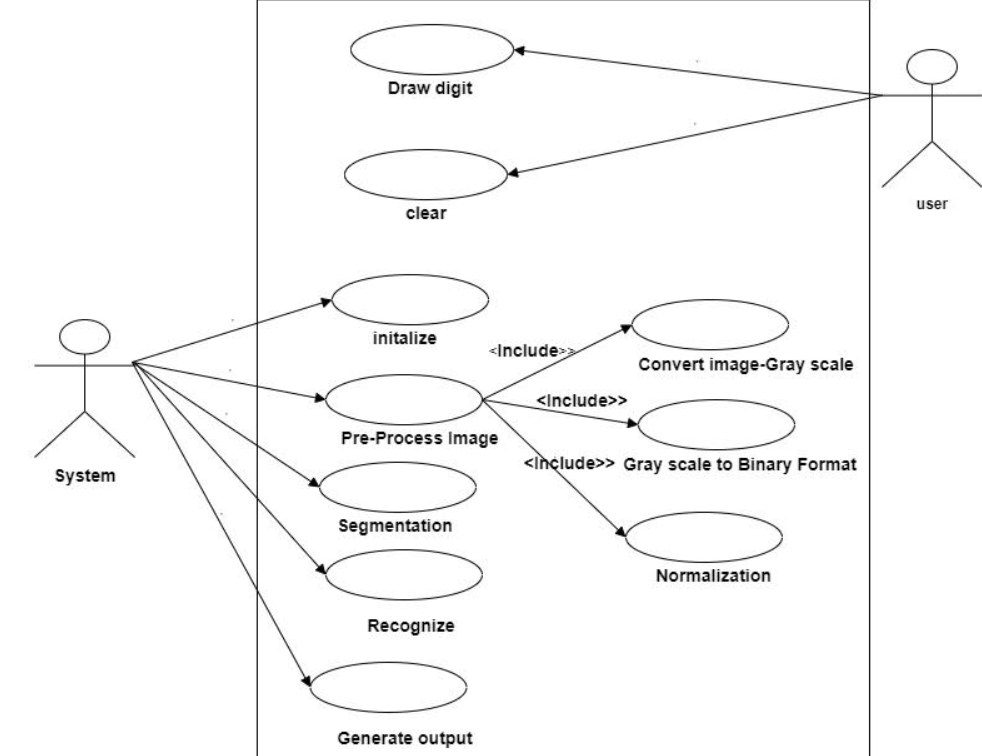 Draw digit
clear
user
initalize
<Include>>
Convert image-Gray scale
<Include>>
Pre-Process Image
<Include>> Gray scale to Binary Format
System
Segmentation
Normalization
Recognize
Generate output